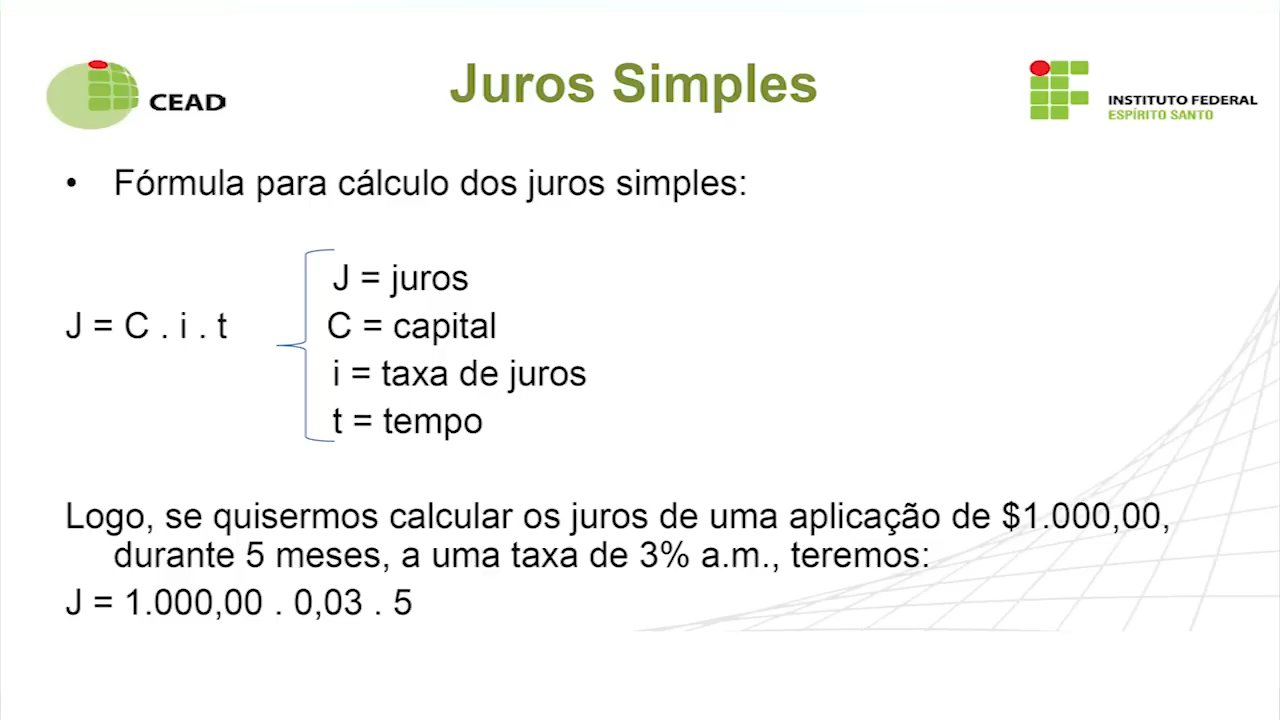 CEAD
Juros Simples
INSTITUTO FEDERAL
ESPÍRITO SANTO
• Fórmula para cálculo dos juros simples:
J = juros
J = C . i . t
C = capital
i = taxa de juros
t = tempo
Logo, se quisermos calcular os juros de uma aplicação de $1.000,00,
durante 5 meses, a uma taxa de 3% a.m., teremos:
J = 1.000,00 . 0,03 . 5